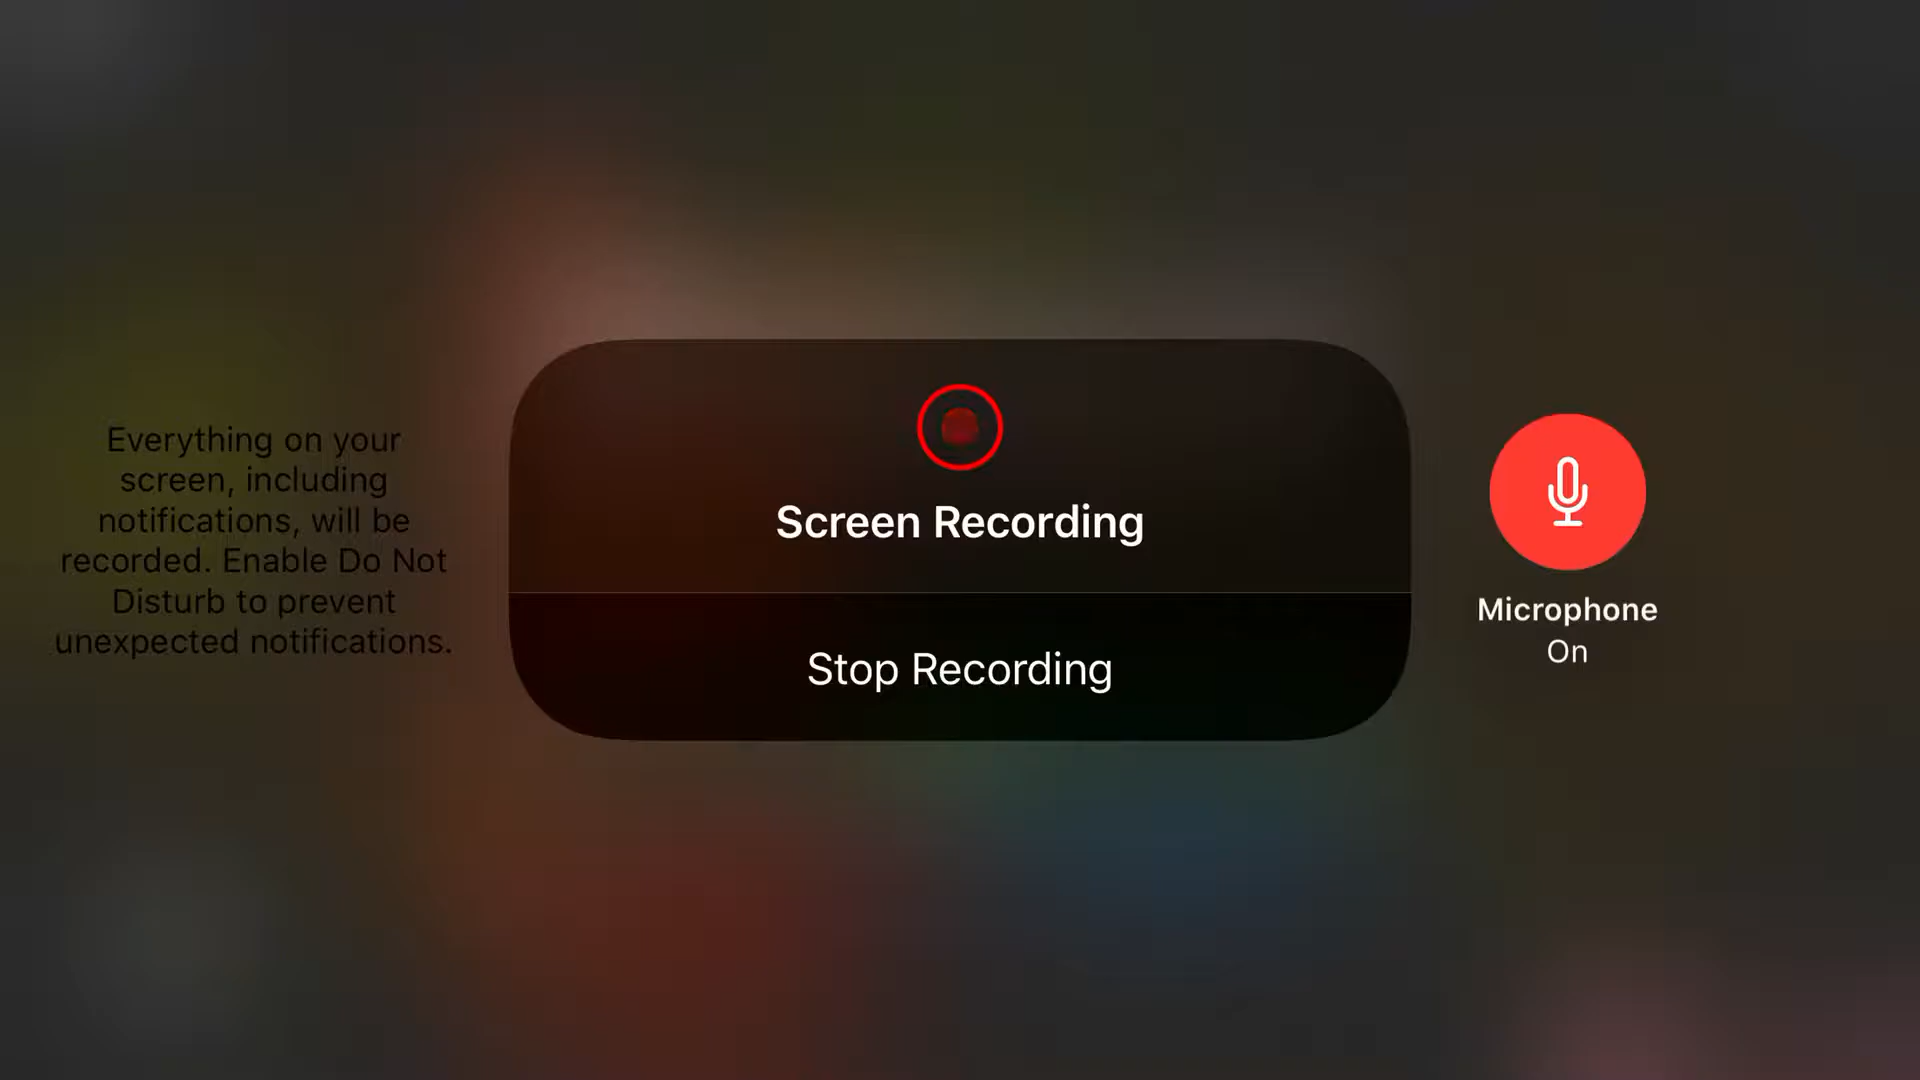 Everything on your
screen, including
notifications, will be
recorded. Enable Do Not
Disturb to prevent
unexpected notifications.
Screen Recording
Stop Recording
Microphone
On